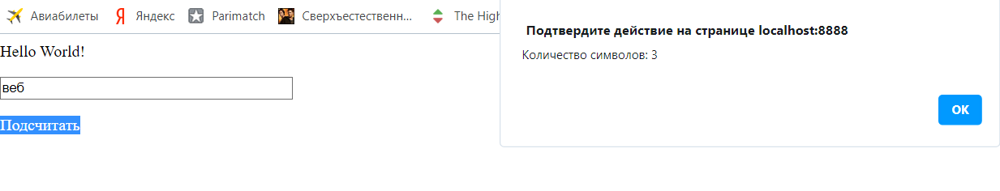 Авиабилеты Яндекс Parimatch Сверхъестественн... The High
Подтвердите действие на странице localhost:8888
Hello World!
Количество символов: 3
веб
OK
Подсчитать